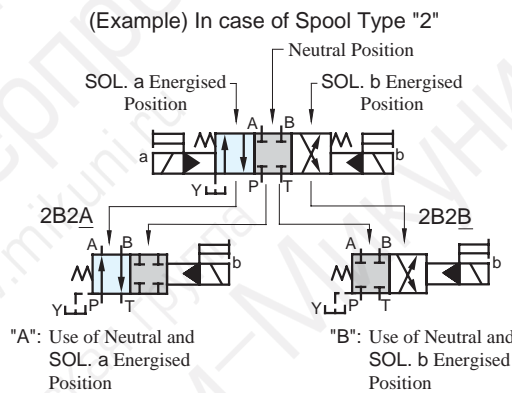 (Example) In case of Spool Type "2"
Neutral Position
SOL. a Energised
Position
SOL. b Energised
Position
A B
a
b
Y
P T
2B2A
2B2B
A B
b
Y
P T
A B
b
Y
P T
"A": Use of Neutral and
SOL. a Energised
Position
"B": Use of Neutral and
SOL. b Energised
Position